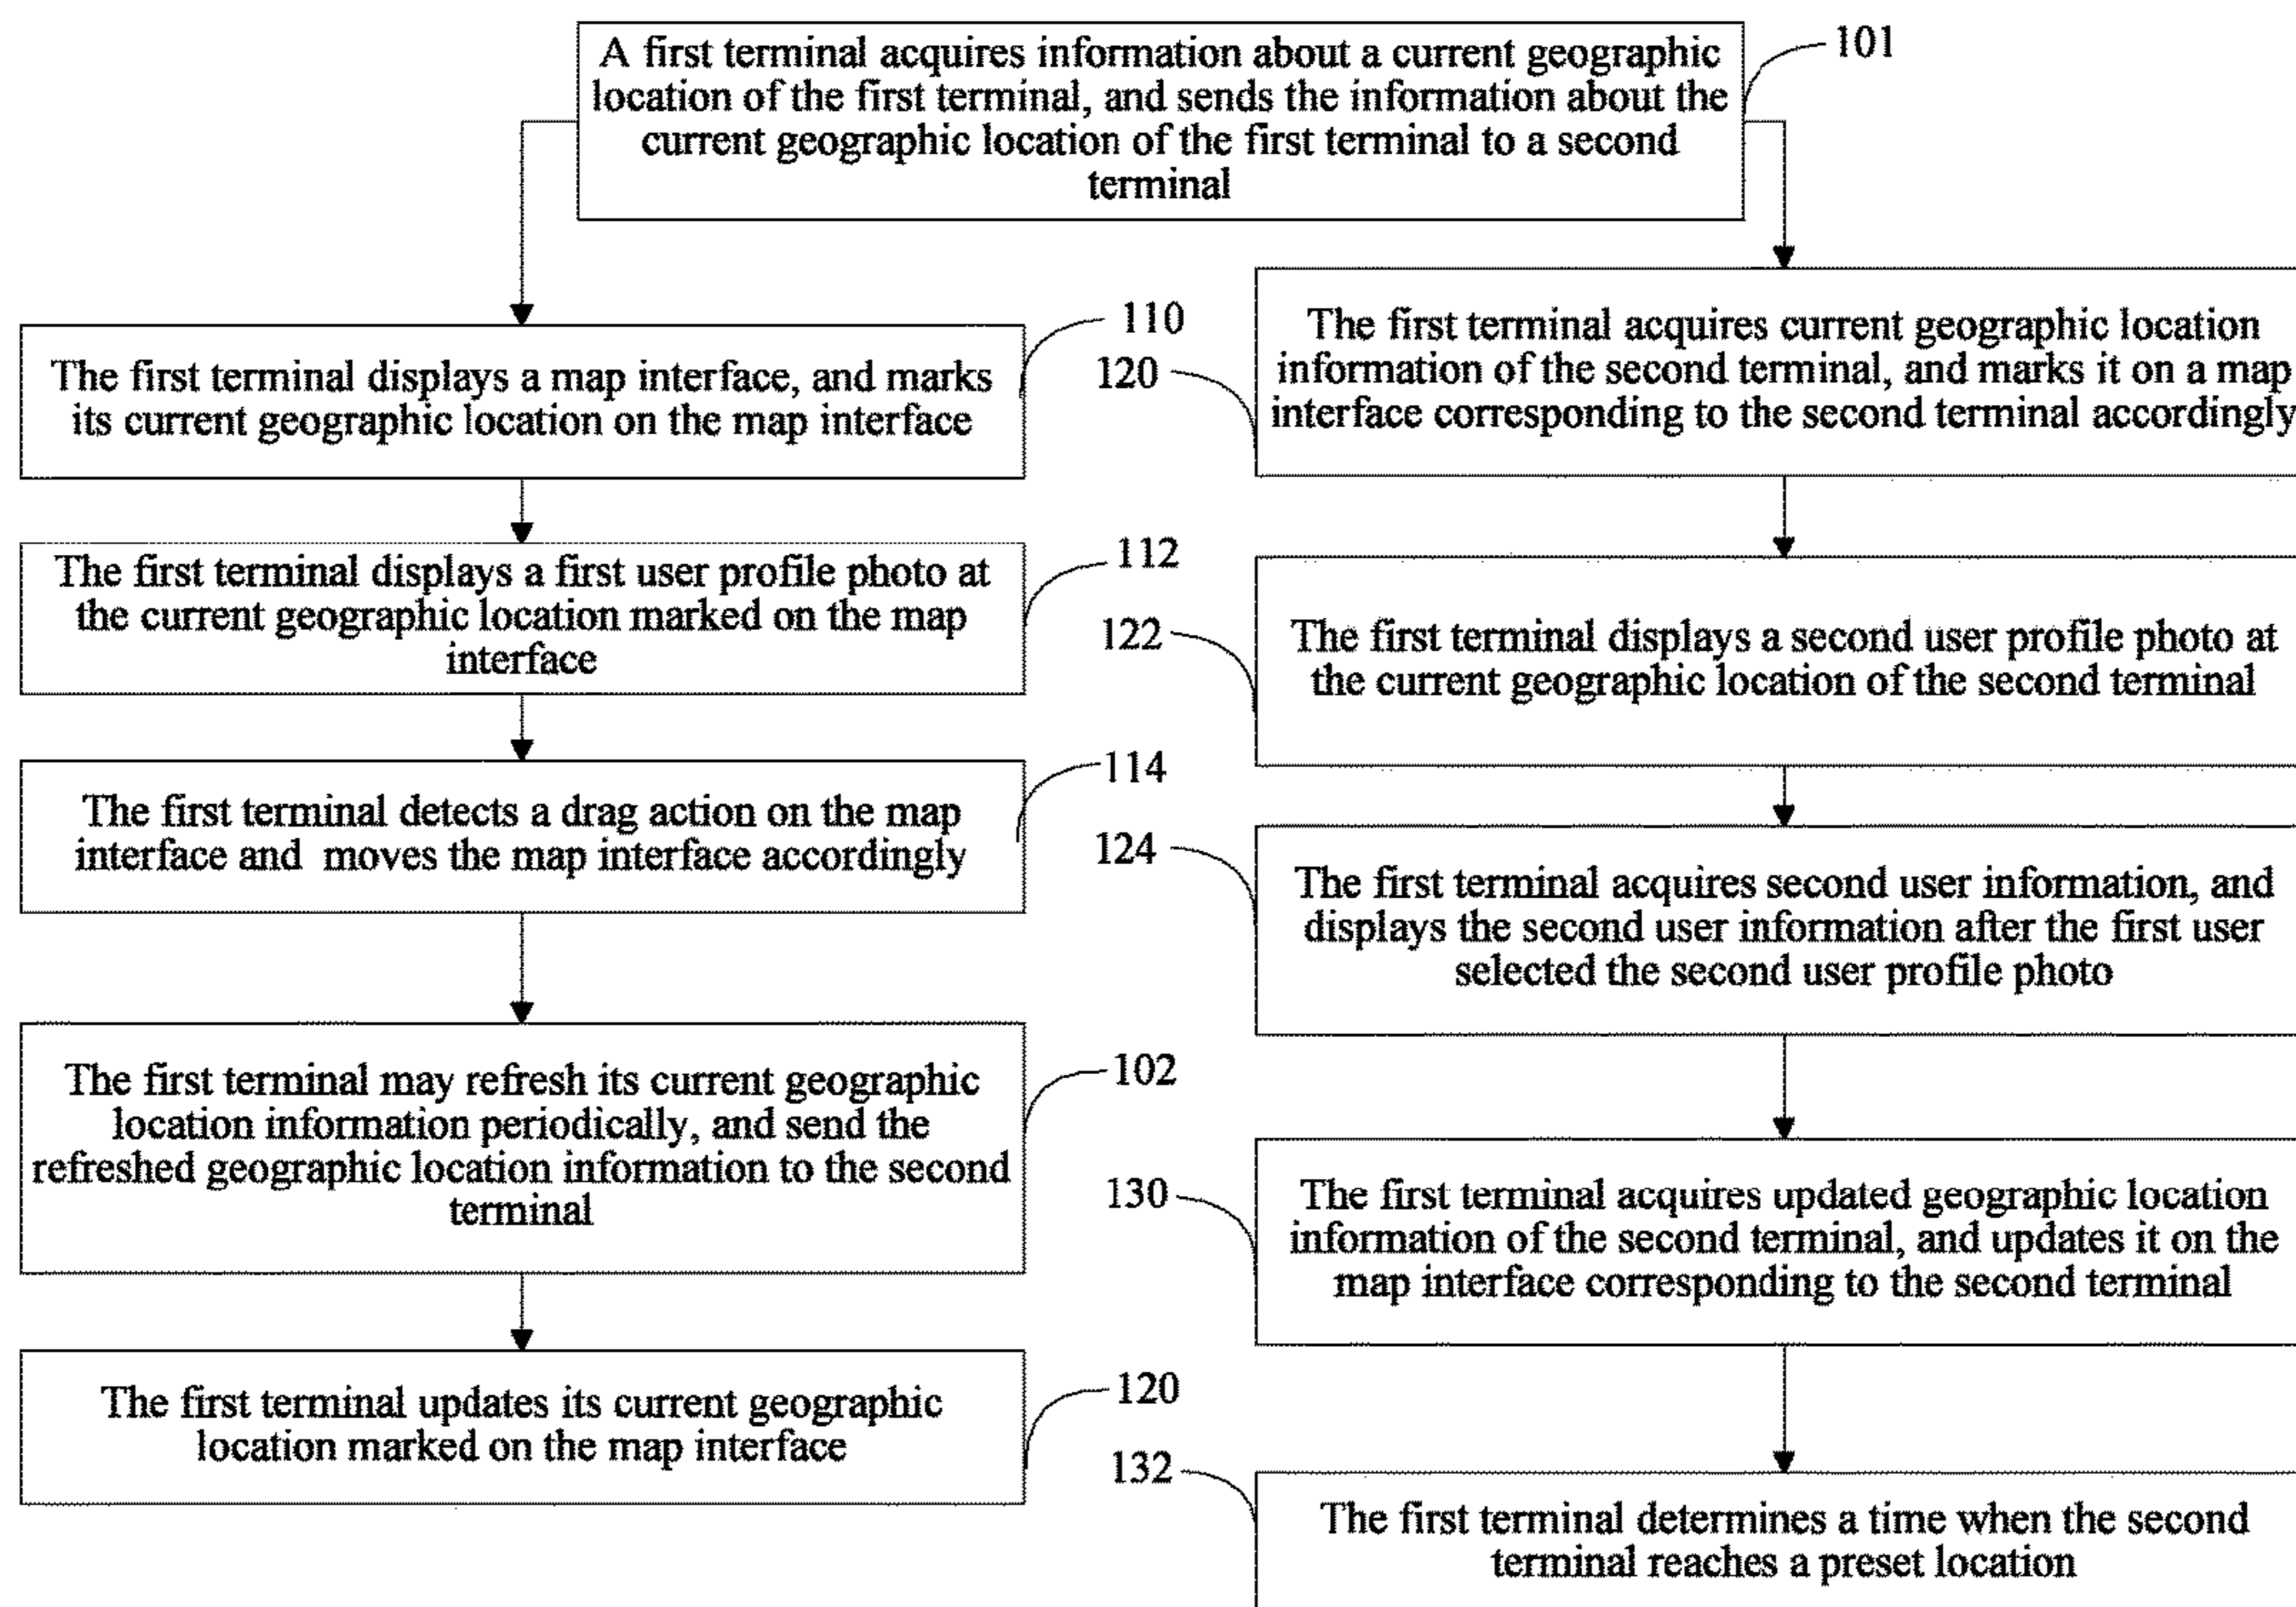 A first terminal acquires information about a current geographic
location of the first terminal, and sends the information about the
current geographic location of the first terminal to a second
terminal
101
The first terminal displays a map interface, and marks
its current geographic location on the map interface
110
The first terminal displays a first user profile photo at
the current geographic location marked on the map
interface
112
The first terminal detects a drag action on the map
interface and moves the map interface accordingly
114
The first terminal may refresh its current geographic
location information periodically, and send the
refreshed geographic location information to the second
terminal
102
The first terminal updates its current geographic
location marked on the map interface
120
120
The first terminal acquires current geographic location
information of the second terminal, and marks it on a map
interface corresponding to the second terminal accordingly
122
The first terminal displays a second user profile photo at
the current geographic location of the second terminal
124
The first terminal acquires second user information, and
displays the second user information after the first user
selected the second user profile photo
130
The first terminal acquires updated geographic location
information of the second terminal, and updates it on the
map interface corresponding to the second terminal
132
The first terminal determines a time when the second
terminal reaches a preset location